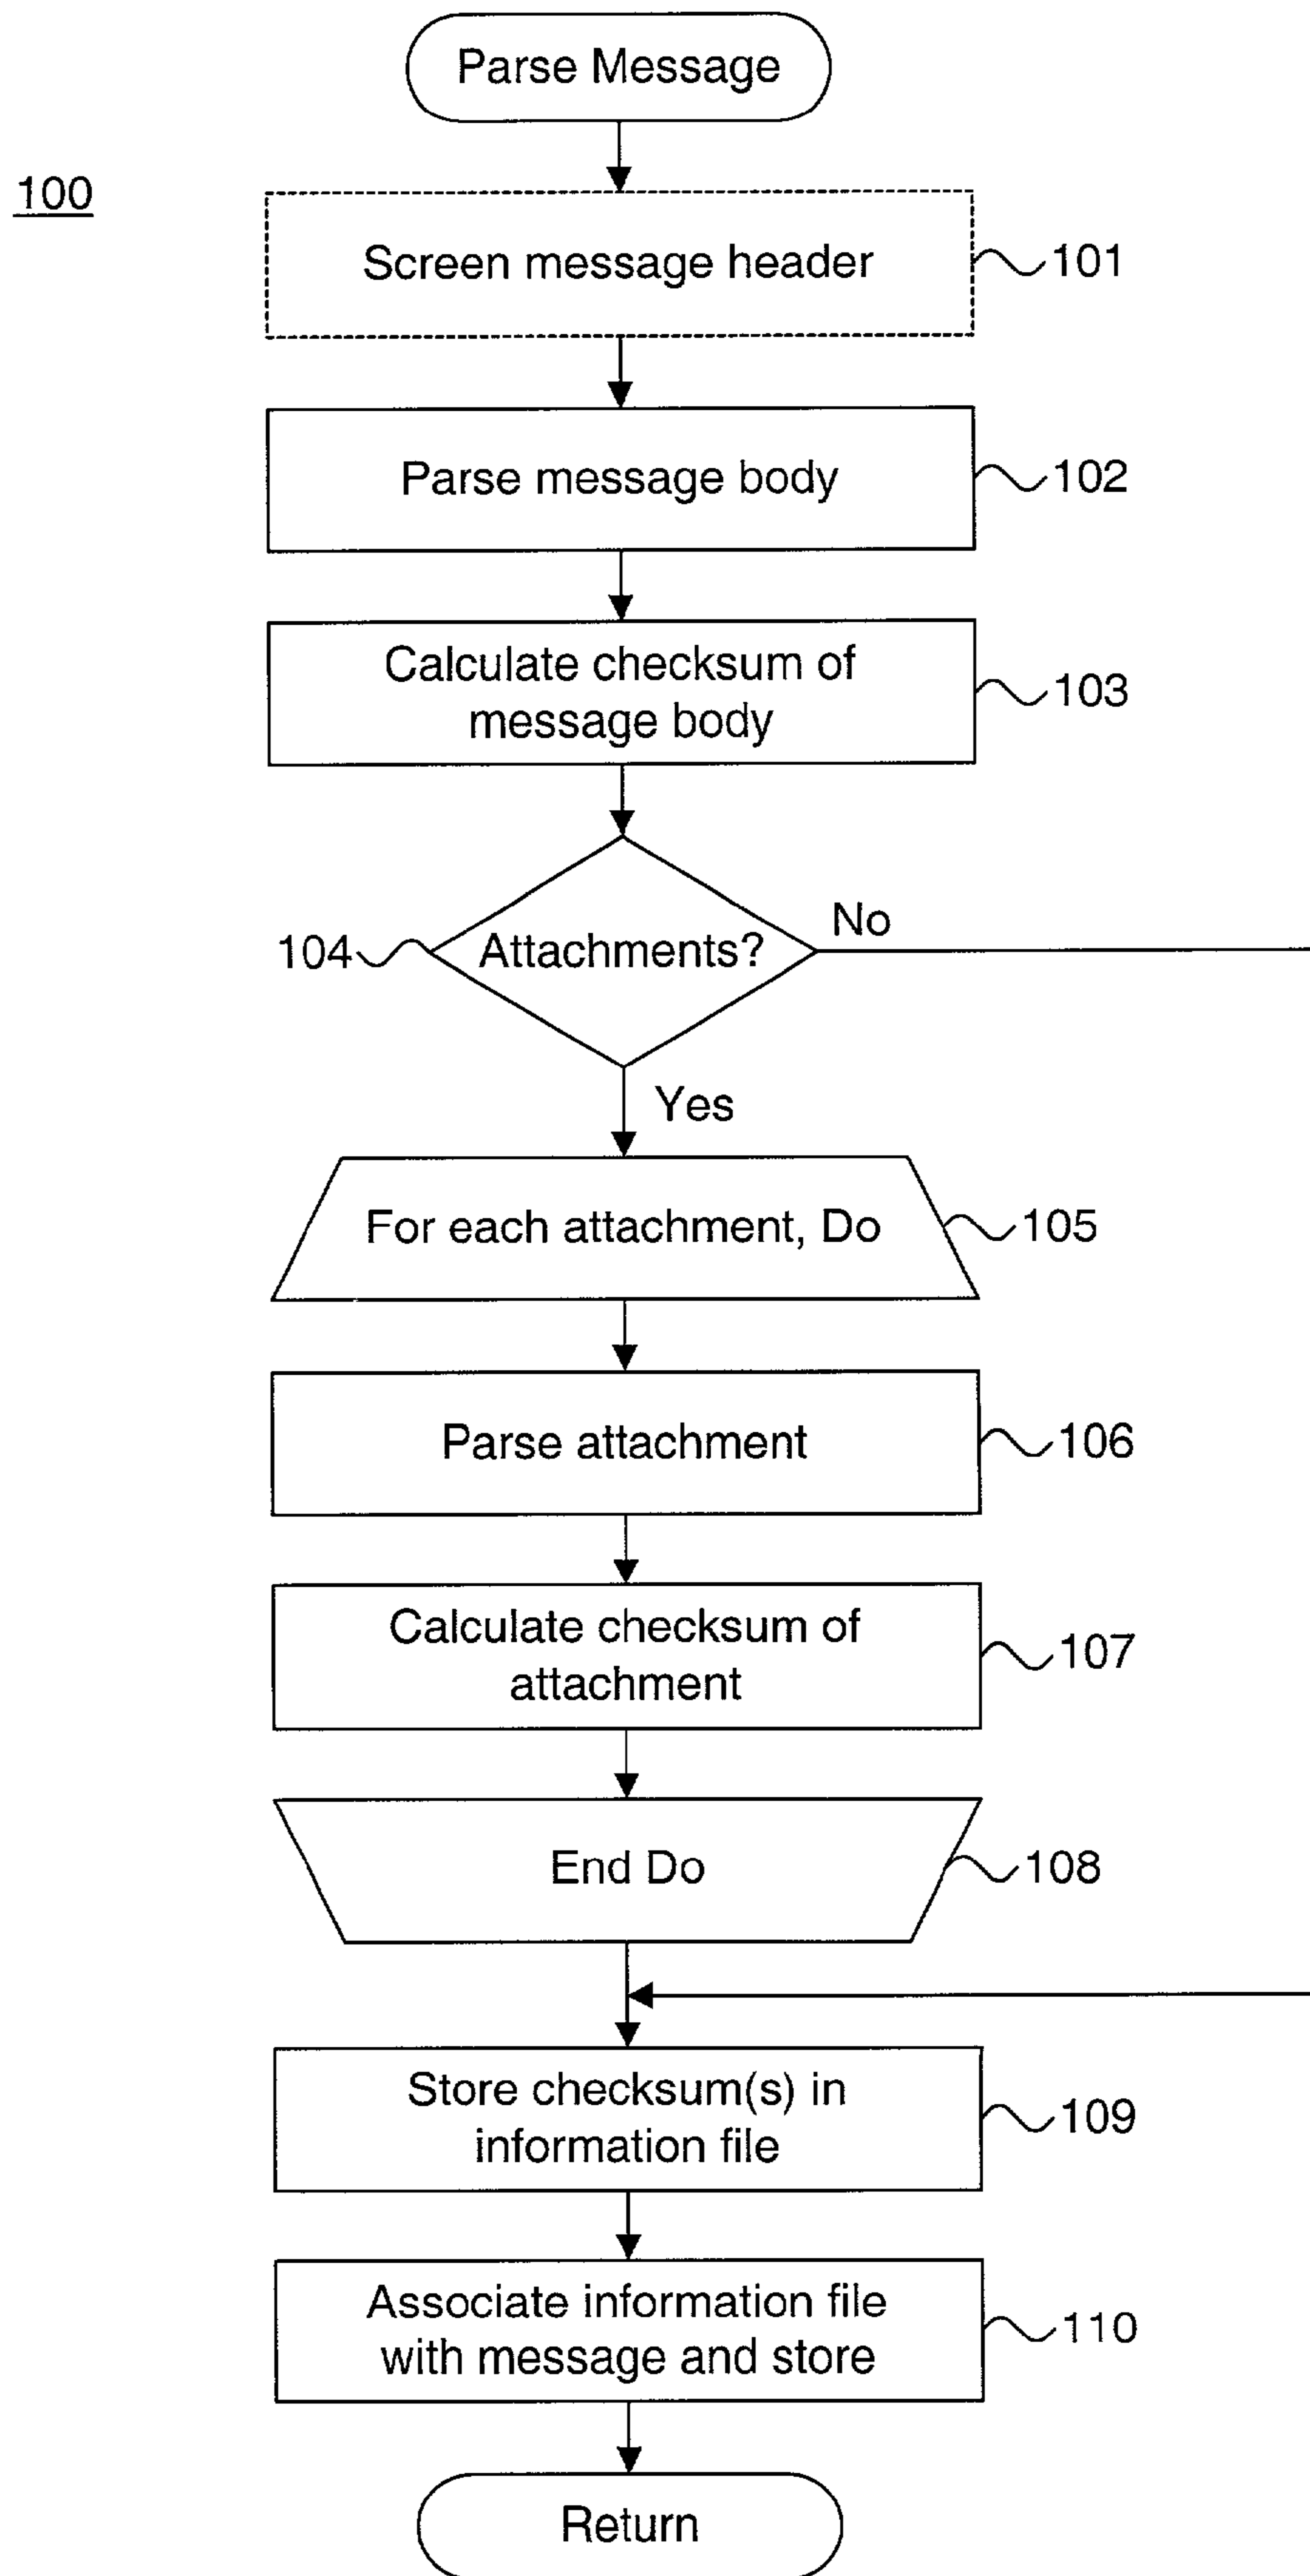 Parse Message
100
Screen message header
101
Parse message body
102
Calculate checksum of
message body
103
No
104
Attachments?
Yes
For each attachment, Do
105
Parse attachment
106
Calculate checksum of
attachment
107
End Do
108
Store checksum(s) in
information file
109
Associate information file
with message and store
110
Return